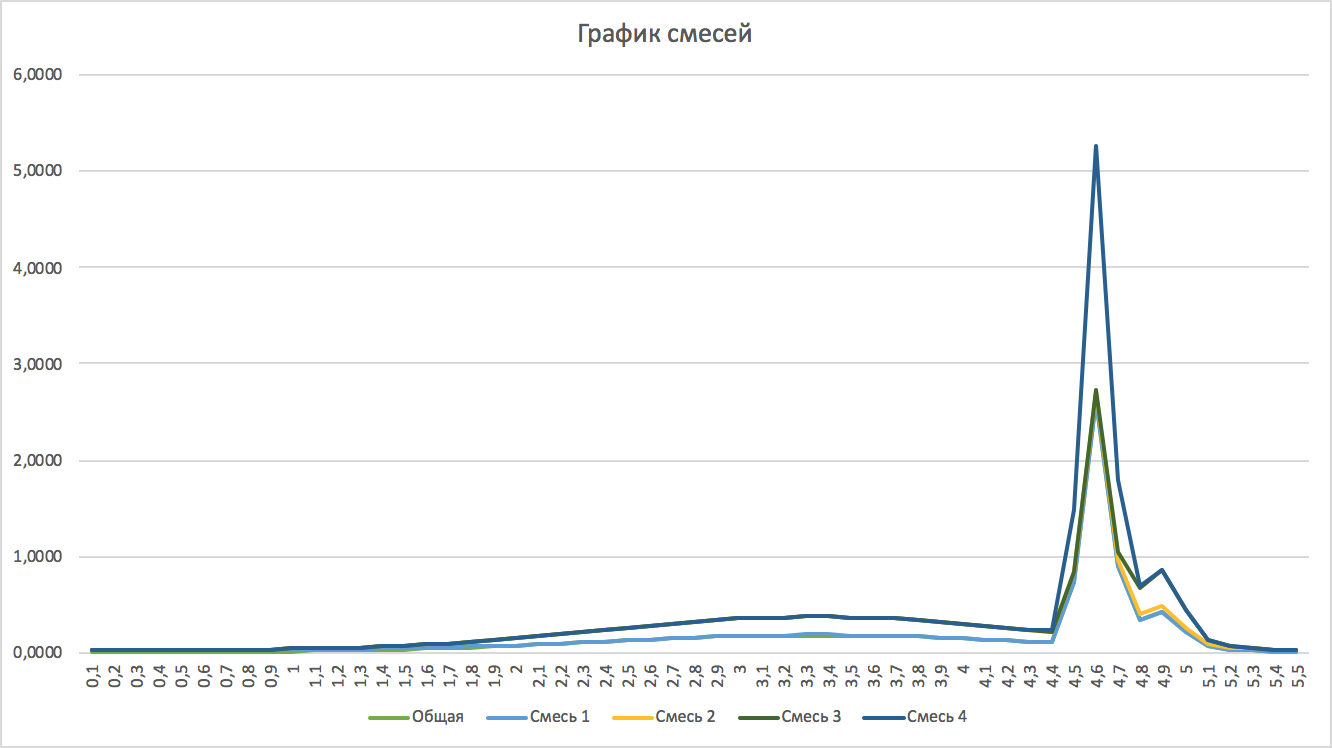 График смесей
6,0000
5,0000
4,0000
3,0000
2,0000
1,0000
0,0000
0,1 0,2 0,3 0,4 0,5 0,6 0,7 0,8 0,9 1 1,1 1,2 1,3 1,4 1,5 1,6 1,7 1,8 1,9 2 2,1 2,2 2,3 2,4 2,5 2,6 2,7 2,8 2,9 3 3,1 3,2 3,3 3,4 3,5 3,6 3,7 3,8 3,9 4 4,1 4,2 4,3 4,4 4,5 4,6 4,7 4,8 4,9 5 5,1 5,2 5,3 5,4 5,5
Общая Смесь 1 Смесь 2 Смесь 3 Смесь 4